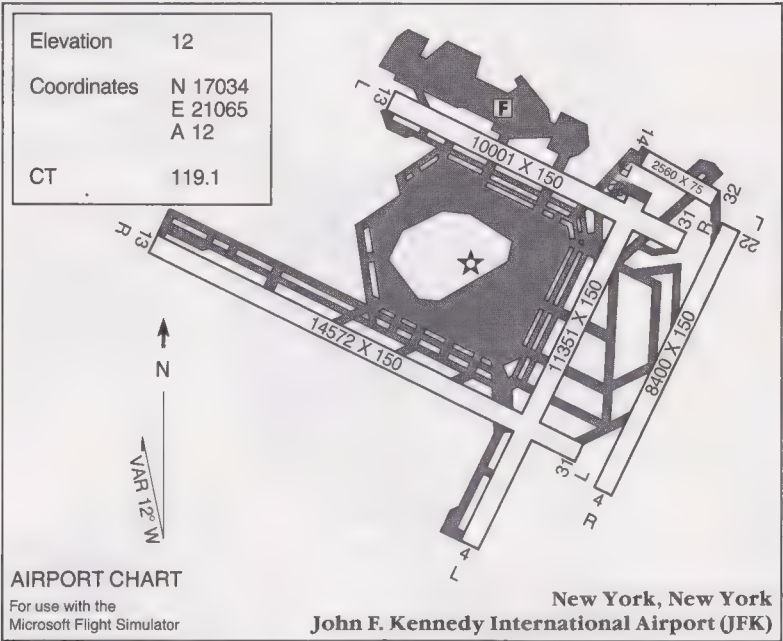 Elevation 12
Coordinates N 17034
E 21065
A 12
CT 119.1
L
13
F
10001 X 150
14
2560 X 75
32
31
R
L
22
R
13
14572 X 150
11351 X 150
8400 X 150
N
VAR 12° W
31
L
4
R
4
L
AIRPORT CHART
For use with the
Microsoft Flight Simulator
New York, New York
John F. Kennedy International Airport (JFK)